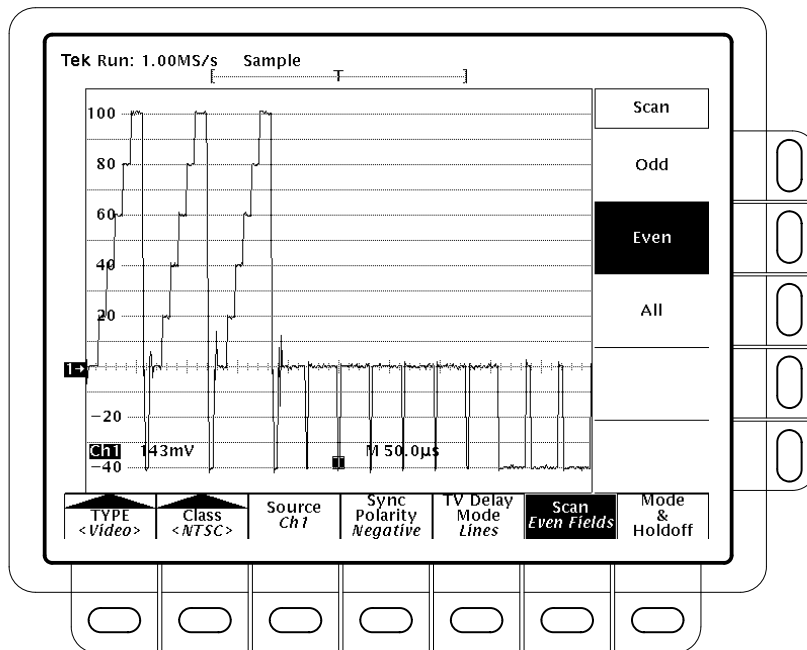 Tek Run: 1.00MS/s Sample
[ T ]
100
80
60
40
20
1→
−20
Ch1 143mV M 50.0µs
T
−40
Scan
Odd
Even
All
TYPE
<Video>
Class
<NTSC>
Source
Ch1
Sync
Polarity
Negative
TV Delay
Mode
Lines
Scan
Even Fields
Mode
&
Holdoff